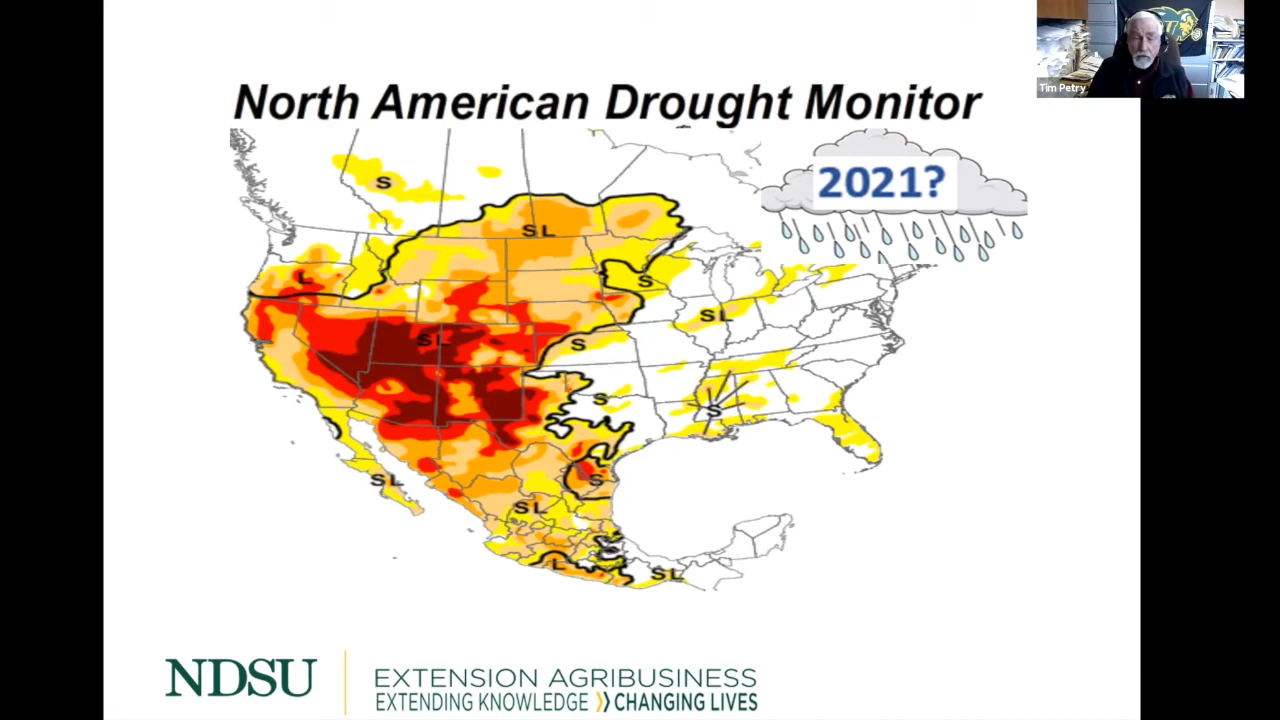 Tim Petry
North American Drought Monitor
2021?
S
SL
L
S
SL
SL
S
S
S
SL
S
SL
L
SL
NDSU
EXTENSION AGRIBUSINESS
EXTENDING KNOWLEDGE CHANGING LIVES